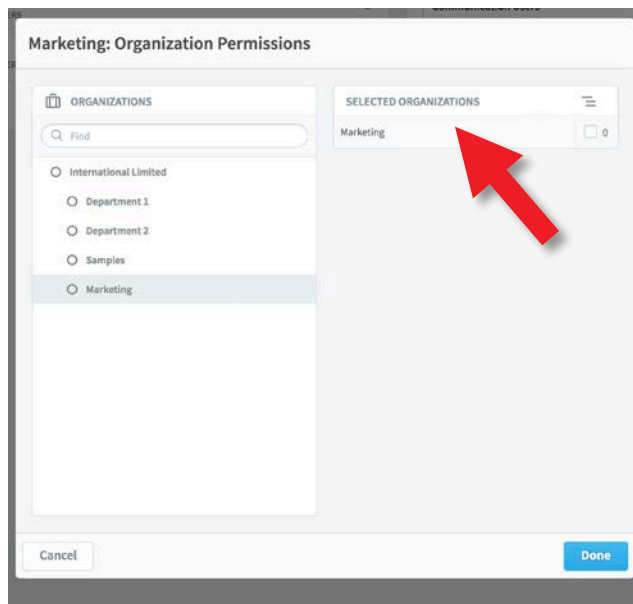 Marketing: Organization Permissions
ORGANIZATIONS
Find
International Limited
Department 1
Department 2
Samples
Marketing
SELECTED ORGANIZATIONS
Marketing
0
Cancel
Done